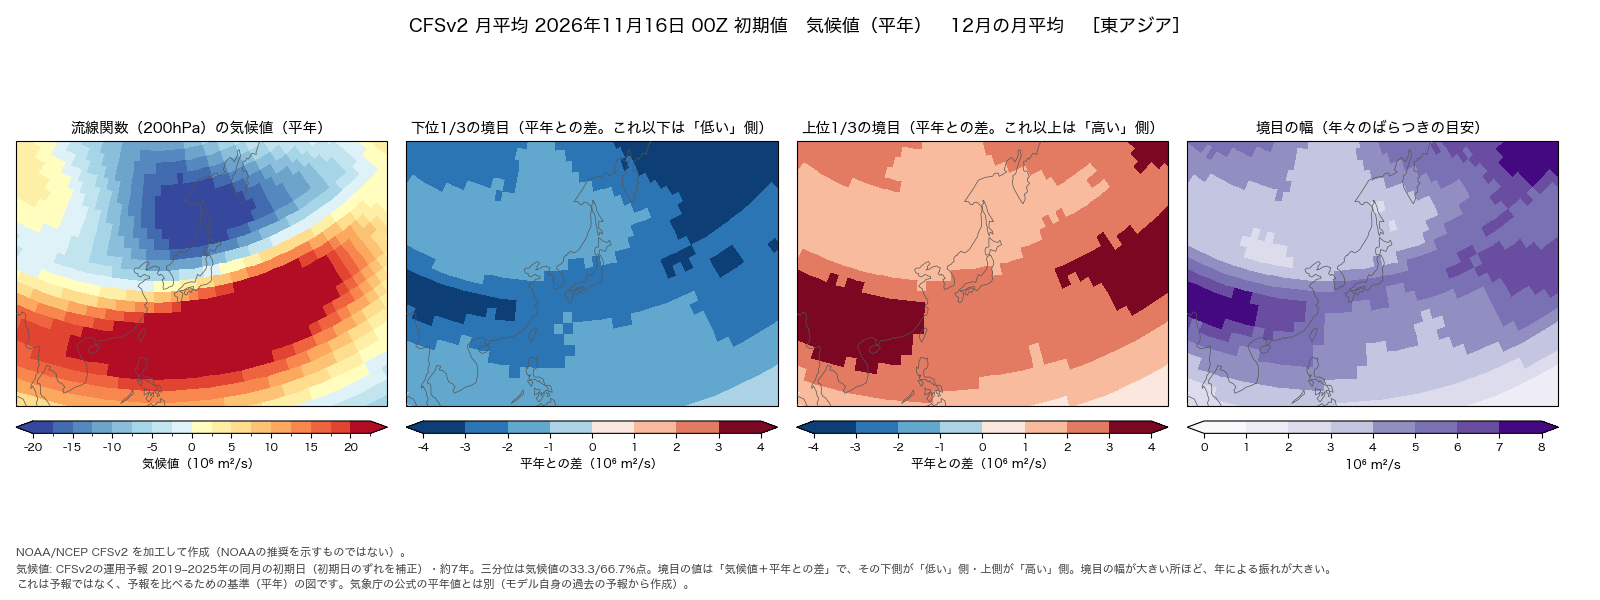 CFSv2 月平均 2026年11月16日 00Z 初期値　気候値（平年）　12月の月平均　［東アジア］
流線関数（200hPa）の気候値（平年）
下位1/3の境目（平年との差。これ以下は「低い」側）
上位1/3の境目（平年との差。これ以上は「高い」側）
境目の幅（年々のばらつきの目安）
-20 -15 -10 -5 0 5 10 15 20
-4 -3 -2 -1 0 1 2 3 4
-4 -3 -2 -1 0 1 2 3 4
0 1 2 3 4 5 6 7 8
気候値（10⁶ m²/s）
平年との差（10⁶ m²/s）
平年との差（10⁶ m²/s）
10⁶ m²/s
NOAA/NCEP CFSv2 を加工して作成（NOAAの推奨を示すものではない）。
気候値: CFSv2の運用予報 2019–2025年の同月の初期日（初期日のずれを補正）・約7年。三分位は気候値の33.3/66.7%点。境目の値は「気候値＋平年との差」で、その下側が「低い」側・上側が「高い」側。境目の幅が大きい所ほど、年による振れが大きい。
これは予報ではなく、予報を比べるための基準（平年）の図です。気象庁の公式の平年値とは別（モデル自身の過去の予報から作成）。